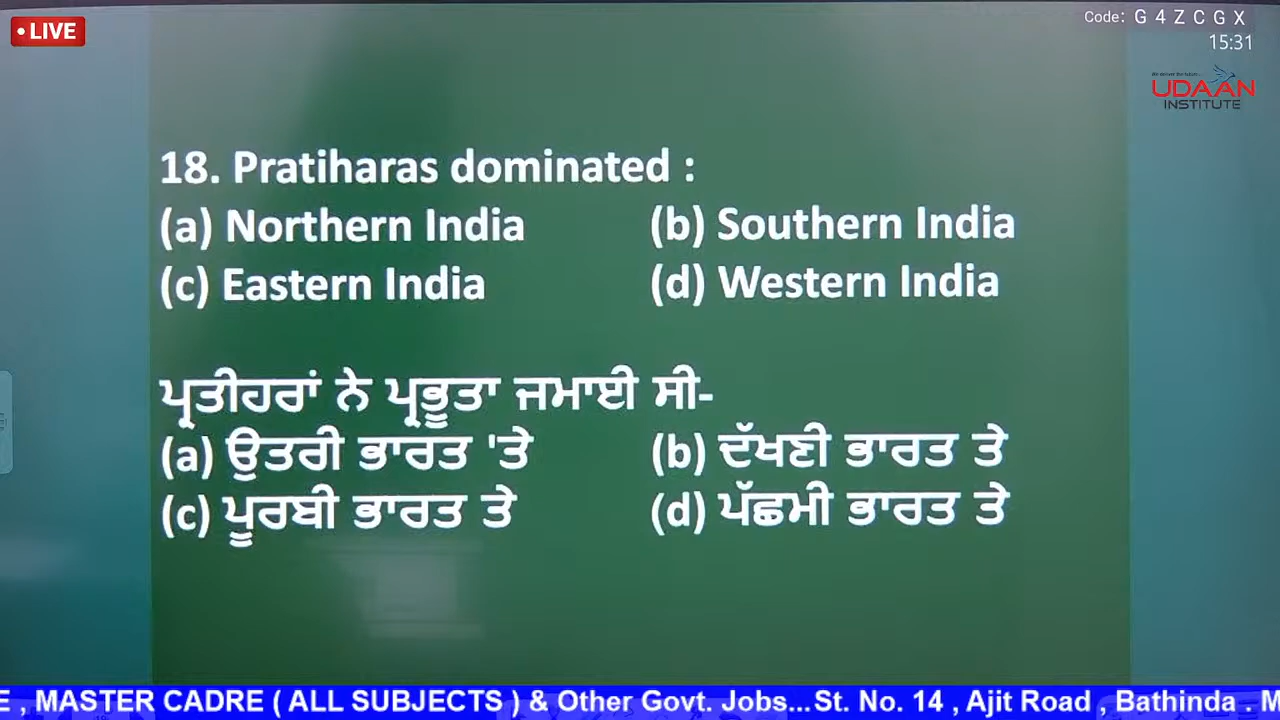 • LIVE
Code: G 4 Z C G X
15:31
UDAAN
INSTITUTE
18. Pratiharas dominated :
(a) Northern India (b) Southern India
(c) Eastern India (d) Western India
ਪ੍ਰਤੀਹਰਾਂ ਨੇ ਪ੍ਰਭੂਤਾ ਜਮਾਈ ਸੀ-
(a) ਉਤਰੀ ਭਾਰਤ 'ਤੇ (b) ਦੱਖਣੀ ਭਾਰਤ ਤੇ
(c) ਪੂਰਬੀ ਭਾਰਤ ਤੇ (d) ਪੱਛਮੀ ਭਾਰਤ ਤੇ
E , MASTER CADRE ( ALL SUBJECTS ) & Other Govt. Jobs... St. No. 14 , Ajit Road , Bathinda . M